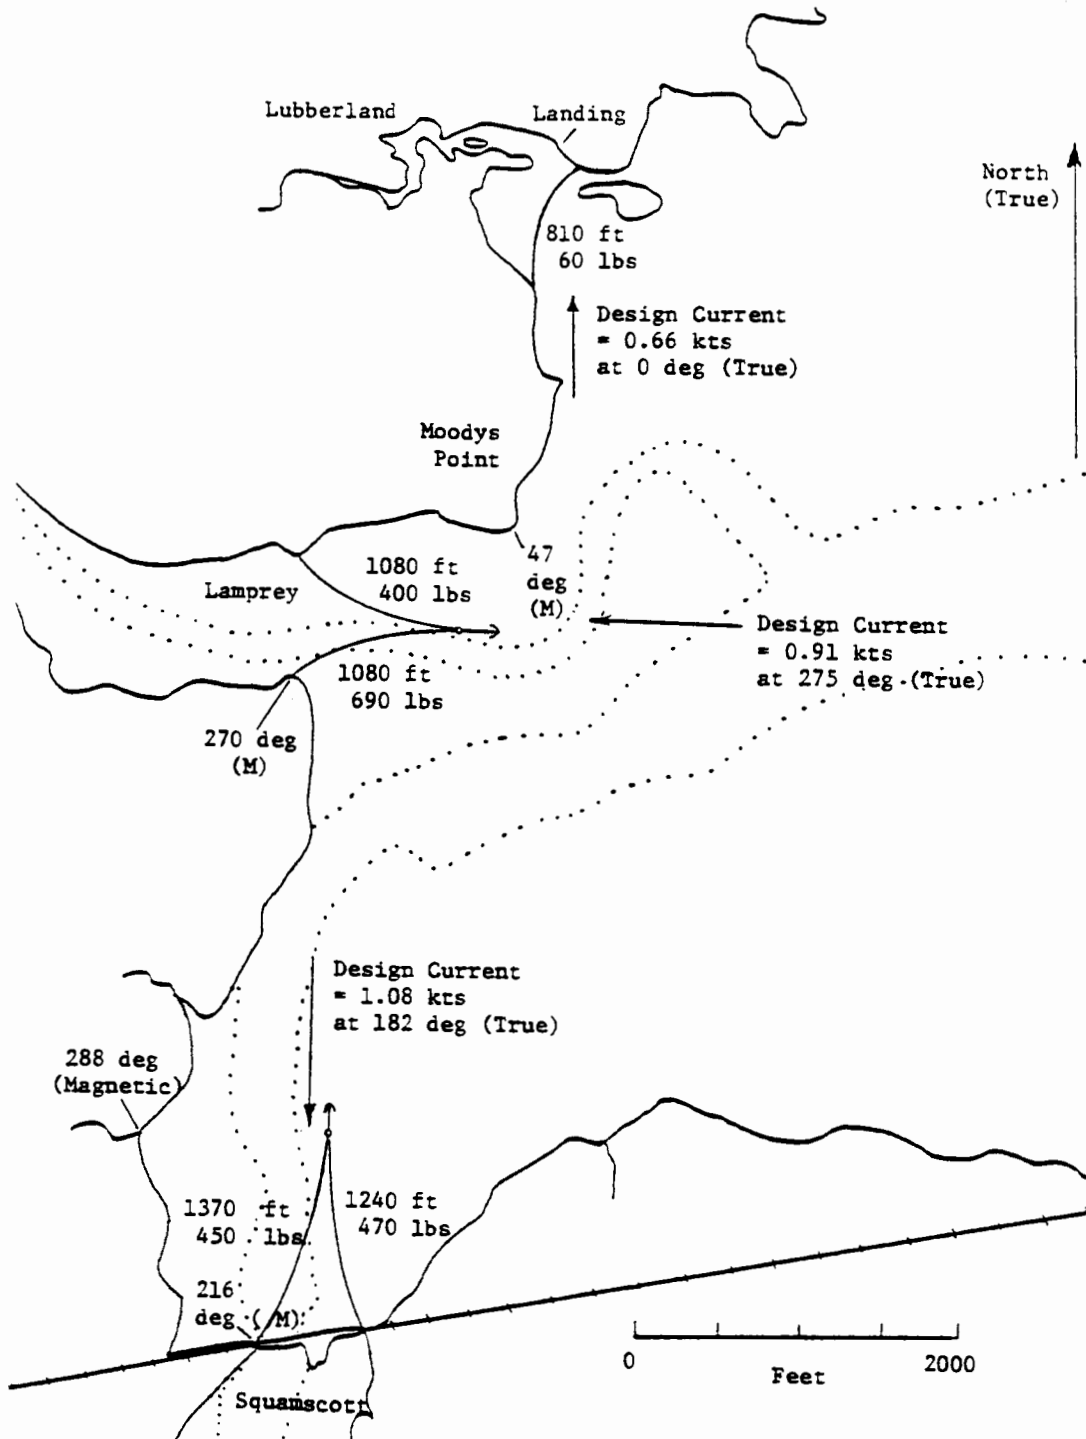 Lubberland
Landing
North
(True)
810 ft
60 lbs
Design Current
= 0.66 kts
at 0 deg (True)
Moodys
Point
47
deg
(M)
1080 ft
400 lbs
Lamprey
Design Current
= 0.91 kts
at 275 deg (True)
1080 ft
690 lbs
270 deg
(M)
Design Current
= 1.08 kts
at 182 deg (True)
288 deg
(Magnetic)
1370 ft
450 lbs
1240 ft
470 lbs
216
deg (M)
0
2000
Feet
Squamscott